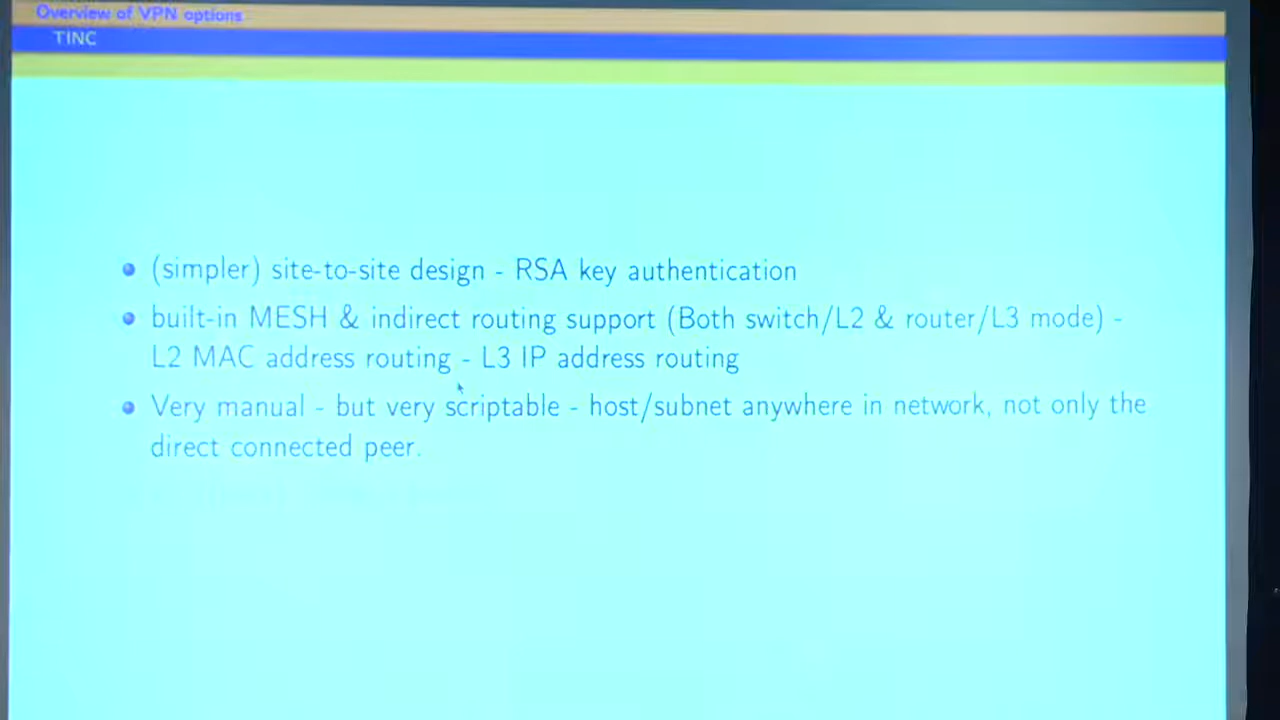 Overview of VPN options
TINC
(simpler) site-to-site design - RSA key authentication
built-in MESH & indirect routing support (Both switch/L2 & router/L3 mode) -
L2 MAC address routing - L3 IP address routing
Very manual - but very scriptable - host/subnet anywhere in network, not only the
direct connected peer.